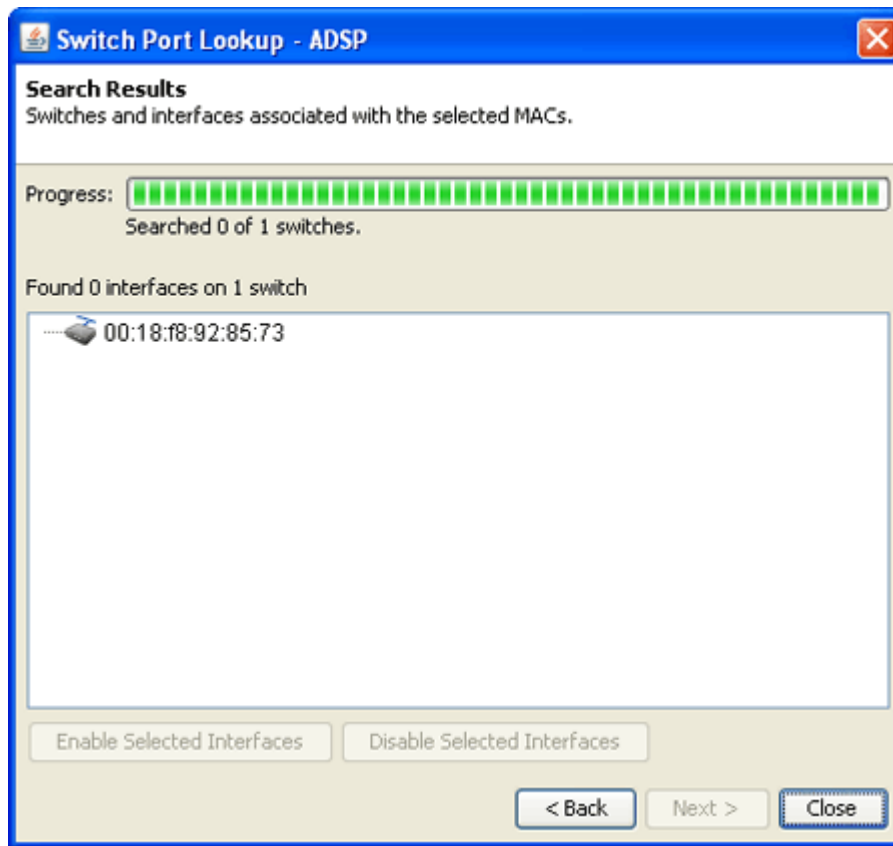 Switch Port Lookup - ADSP
Search Results
Switches and interfaces associated with the selected MACs.
Progress:
Searched 0 of 1 switches.
Found 0 interfaces on 1 switch
00:18:f8:92:85:73
Enable Selected Interfaces Disable Selected Interfaces
< Back Next > Close